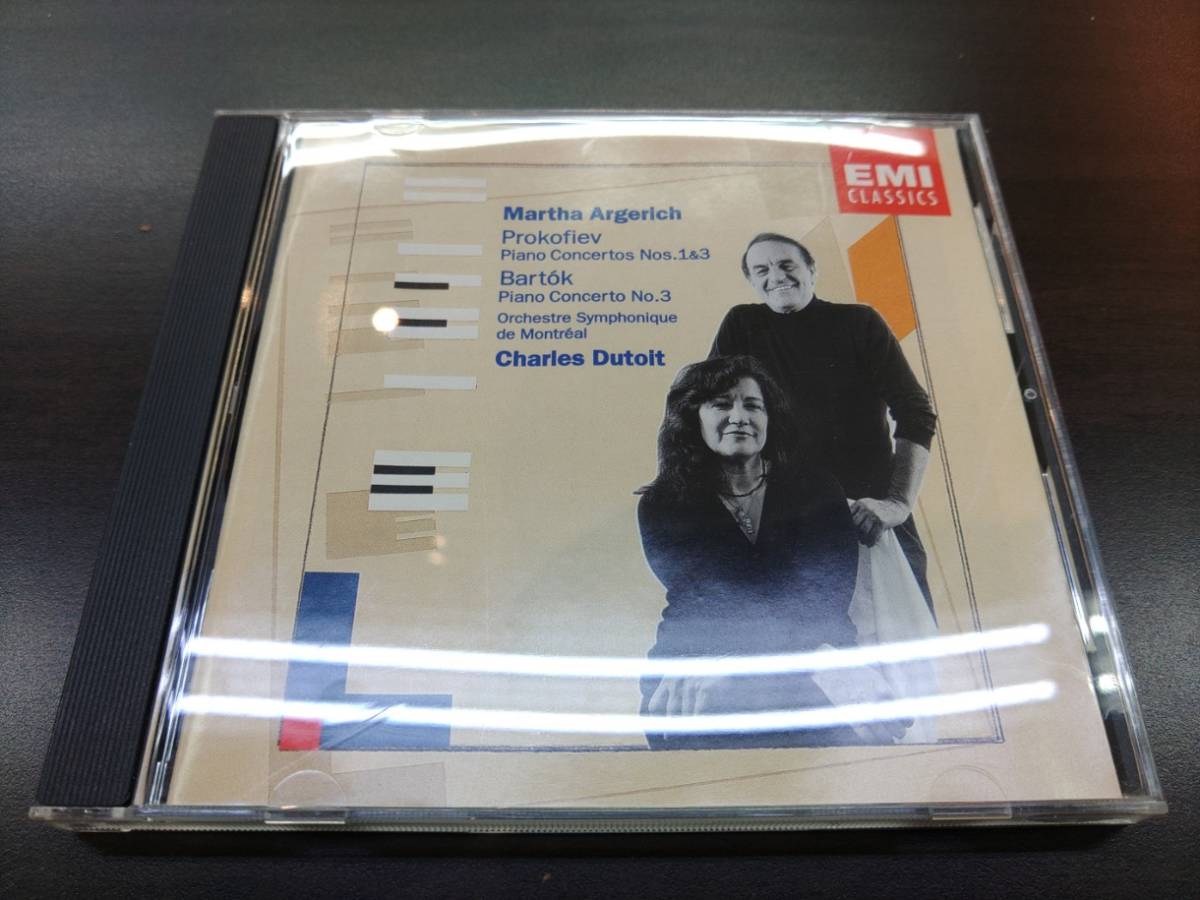 EMI
CLASSICS
Martha Argerich
Prokofiev
Piano Concertos Nos.1&3
Bartók
Piano Concerto No.3
Orchestre Symphonique
de Montréal
Charles Dutoit